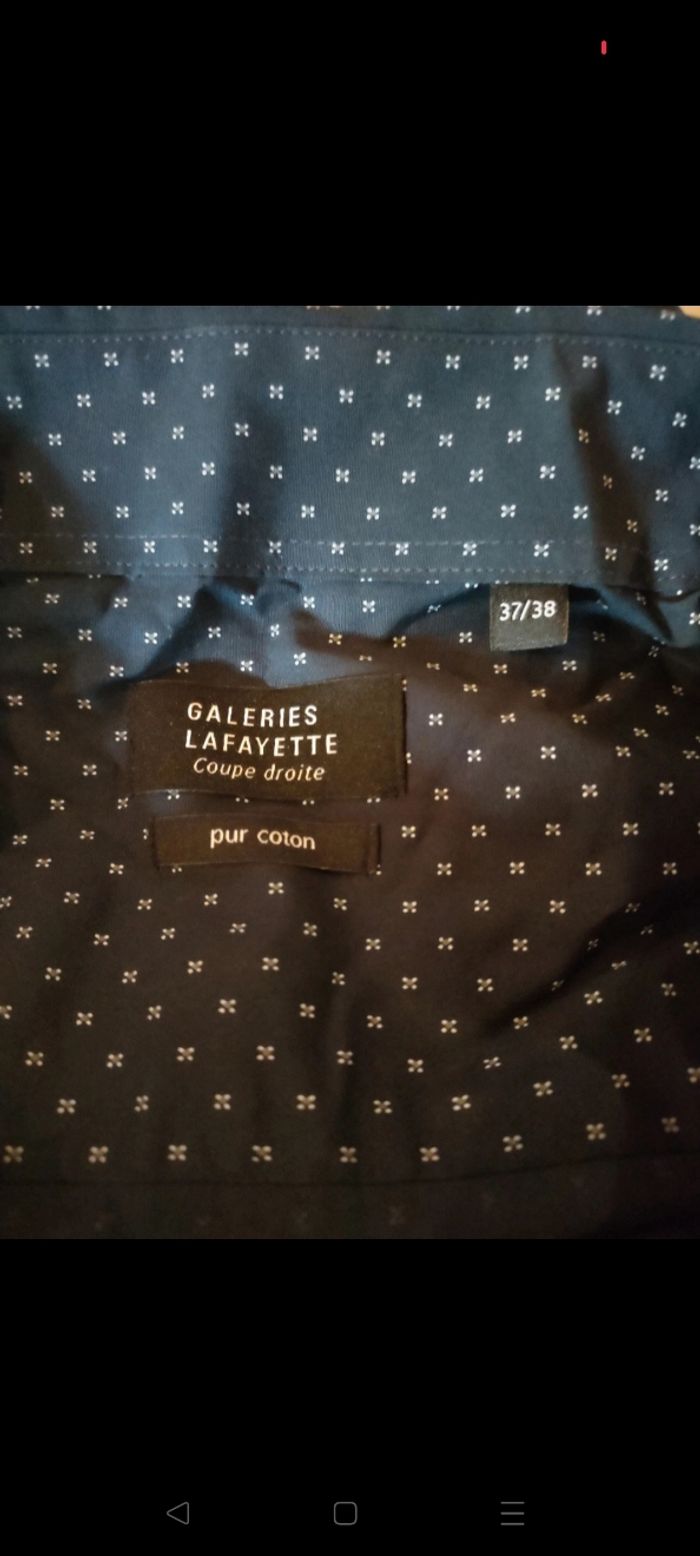 37/38
GALERIES
LAFAYETTE
Coupe droite
pur coton